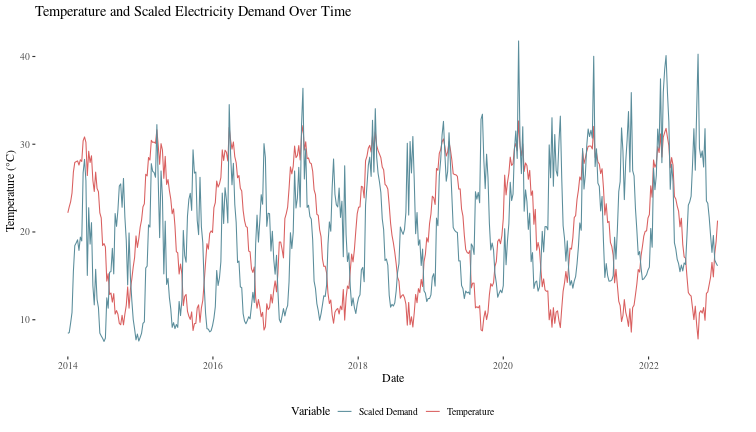 Temperature and Scaled Electricity Demand Over Time
Temperature (°C)
40
30
20
10
2014 2016 2018 2020 2022
Date
Variable Scaled Demand Temperature